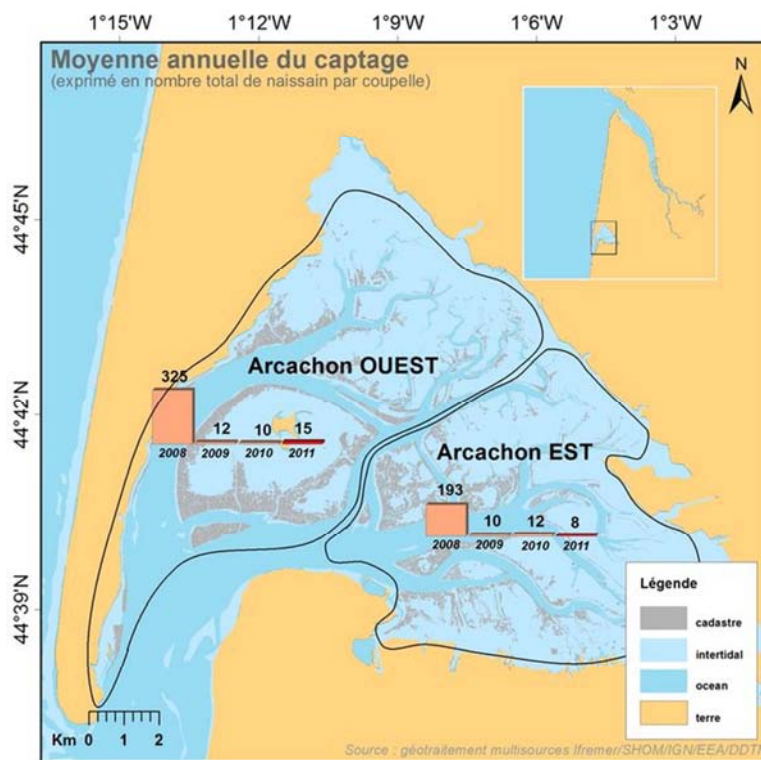 1°15'W 1°12'W 1°9'W 1°6'W 1°3'W
Moyenne annuelle du captage
(exprimé en nombre total de naissain par coupelle)
N
44°45'N
44°42'N
44°39'N
Arcachon OUEST
325
12
10
15
2008
2009
2010
2011
Arcachon EST
193
10
12
8
2008
2009
2010
2011
Légende
cadastre
intertidal
ocean
terre
Km 0 1 2
Source : géotraitement multisources Ifremer/SHOM/IGN/EEA/DDTM